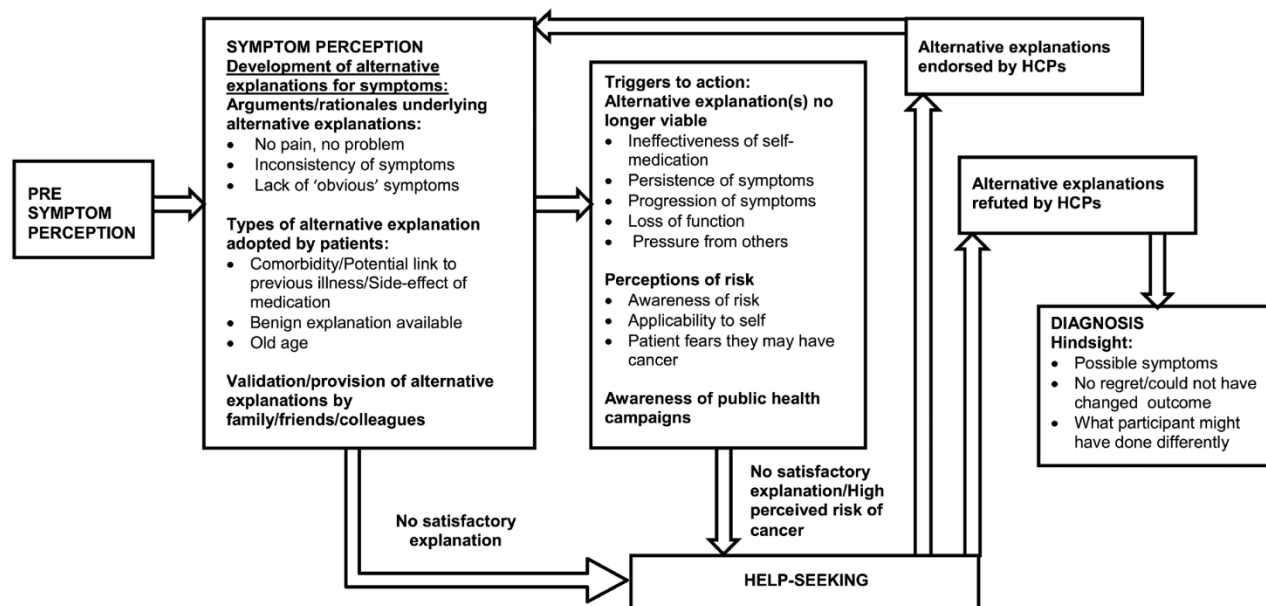 PRE
SYMPTOM
PERCEPTION
SYMPTOM PERCEPTION
Development of alternative
explanations for symptoms:
Arguments/rationales underlying
alternative explanations:
• No pain, no problem
• Inconsistency of symptoms
• Lack of ‘obvious’ symptoms
Types of alternative explanation
adopted by patients:
• Comorbidity/Potential link to
previous illness/Side-effect of
medication
• Benign explanation available
• Old age
Validation/provision of alternative
explanations by
family/friends/colleagues
Triggers to action:
Alternative explanation(s) no
longer viable
• Ineffectiveness of self-
medication
• Persistence of symptoms
• Progression of symptoms
• Loss of function
• Pressure from others
Perceptions of risk
• Awareness of risk
• Applicability to self
• Patient fears they may have
cancer
Awareness of public health
campaigns
Alternative explanations
endorsed by HCPs
Alternative explanations
refuted by HCPs
DIAGNOSIS
Hindsight:
• Possible symptoms
• No regret/could not have
changed outcome
• What participant might
have done differently
No satisfactory
explanation/High
perceived risk of
cancer
No satisfactory
explanation
HELP-SEEKING